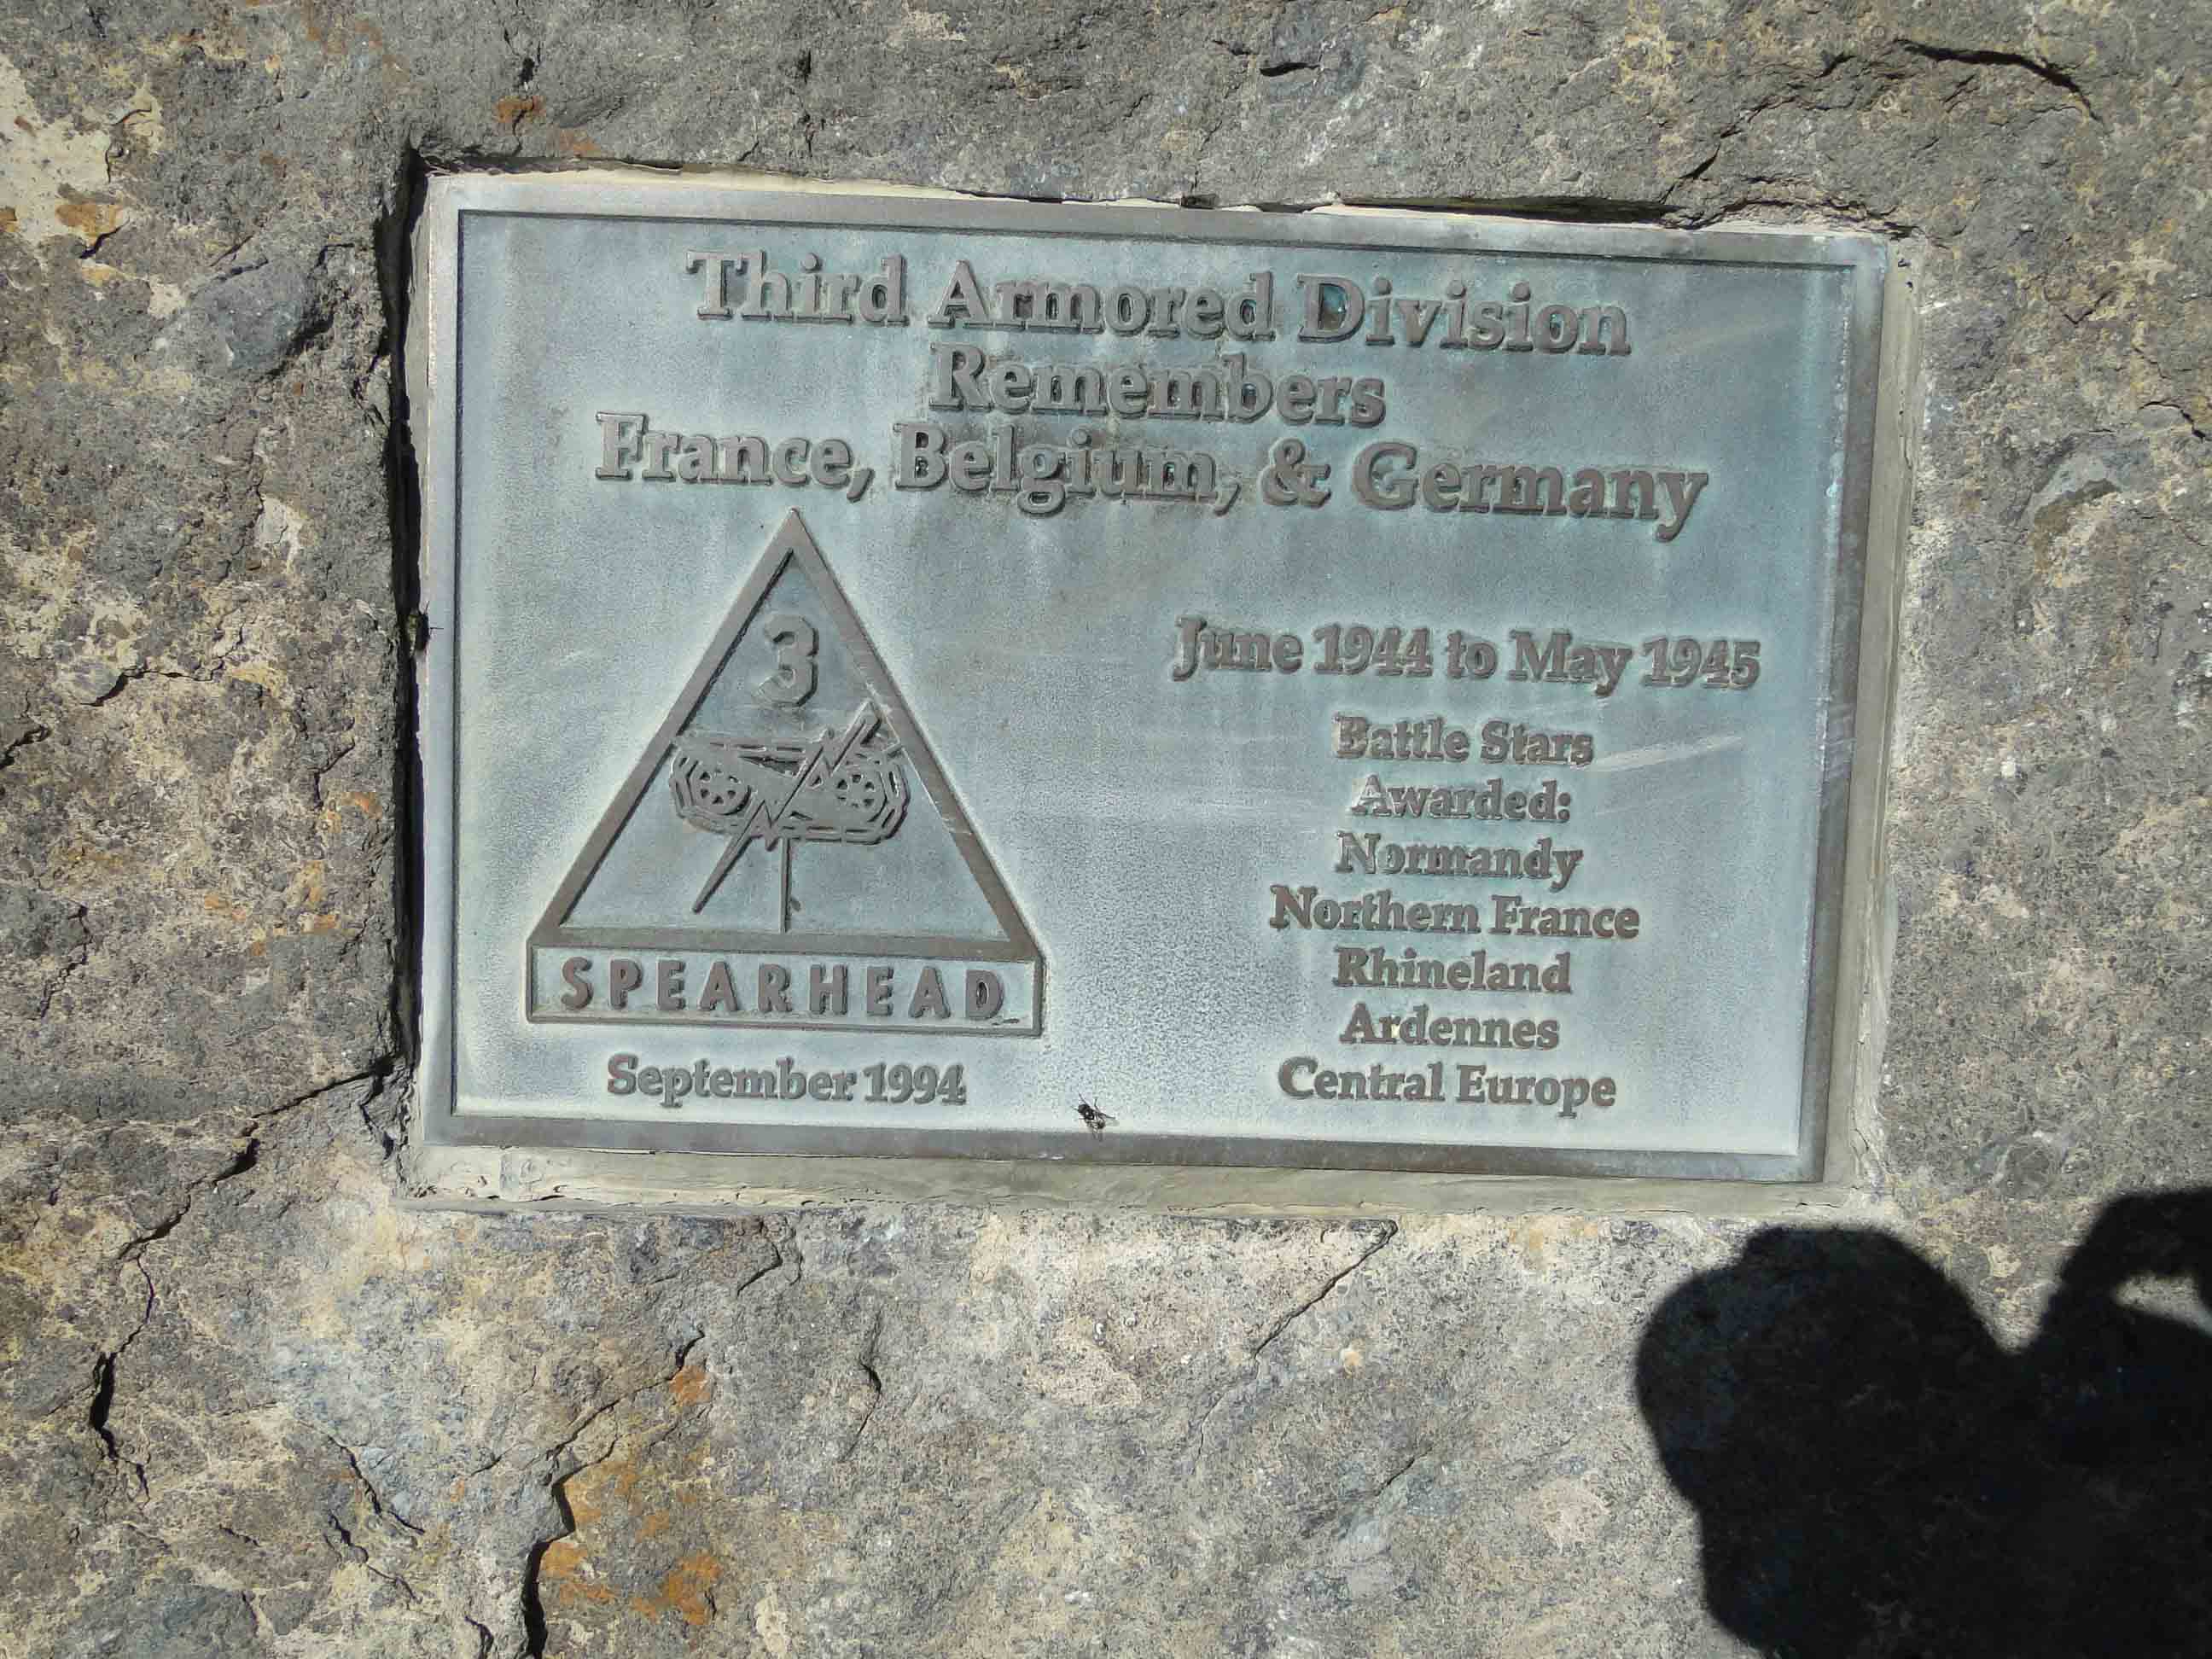 Third Armored Division
Remembers
France, Belgium, & Germany
3
SPEARHEAD
September 1994
June 1944 to May 1945
Battle Stars
Awarded:
Normandy
Northern France
Rhineland
Ardennes
Central Europe